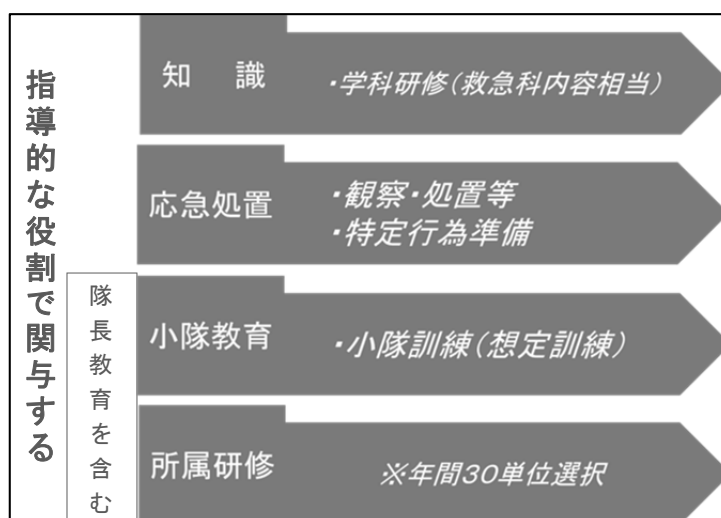 指導的な役割で関与する
隊長教育を含む
知　識
・学科研修（救急科内容相当）
応急処置
・観察・処置等
・特定行為準備
小隊教育
・小隊訓練（想定訓練）
所属研修
※年間30単位選択